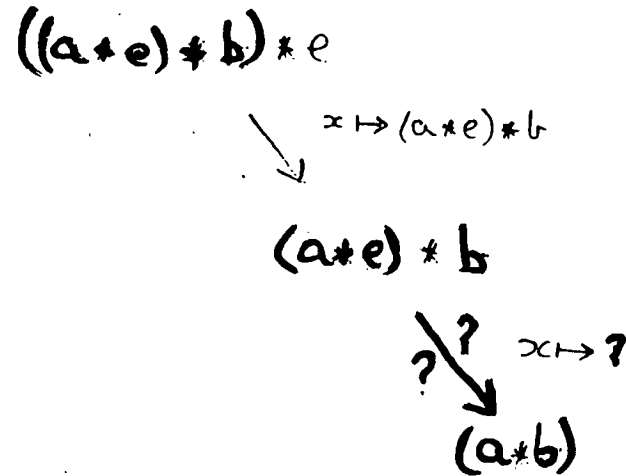 ((a * e) * b) * e
x ↦ (a * e) * b
(a * e) * b
? ? x ↦ ?
(a * b)